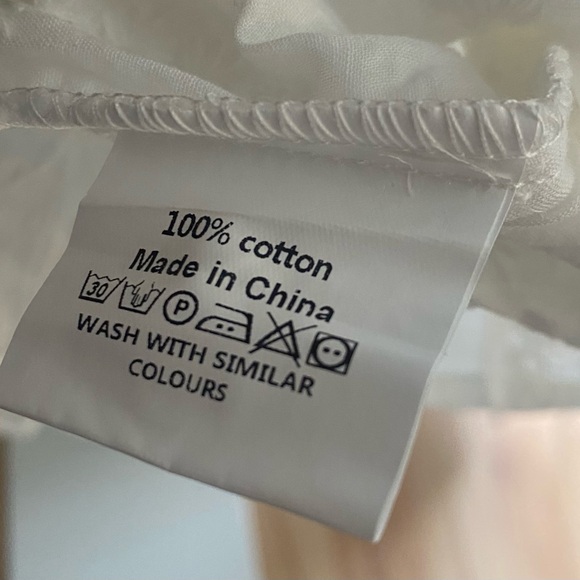 100% cotton
Made in China
30 P
WASH WITH SIMILAR
COLOURS